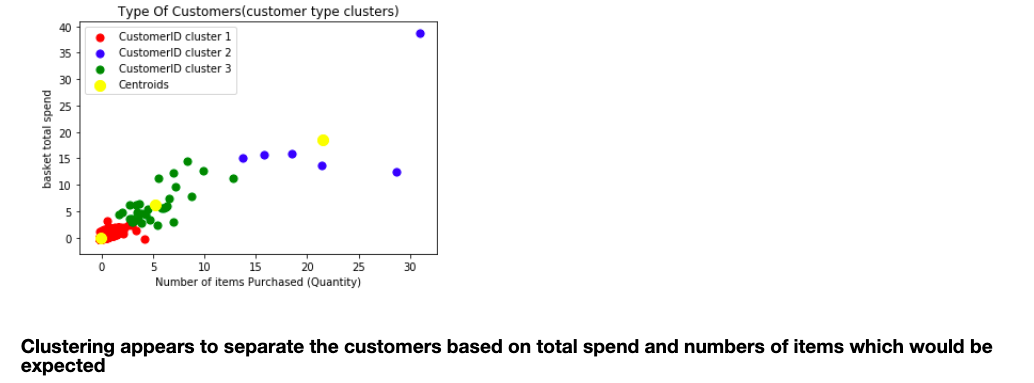 Type Of Customers(customer type clusters)
CustomerID cluster 1
CustomerID cluster 2
CustomerID cluster 3
Centroids
basket total spend
40
35
30
25
20
15
10
5
0
0 5 10 15 20 25 30
Number of items Purchased (Quantity)
Clustering appears to separate the customers based on total spend and numbers of items which would be
expected